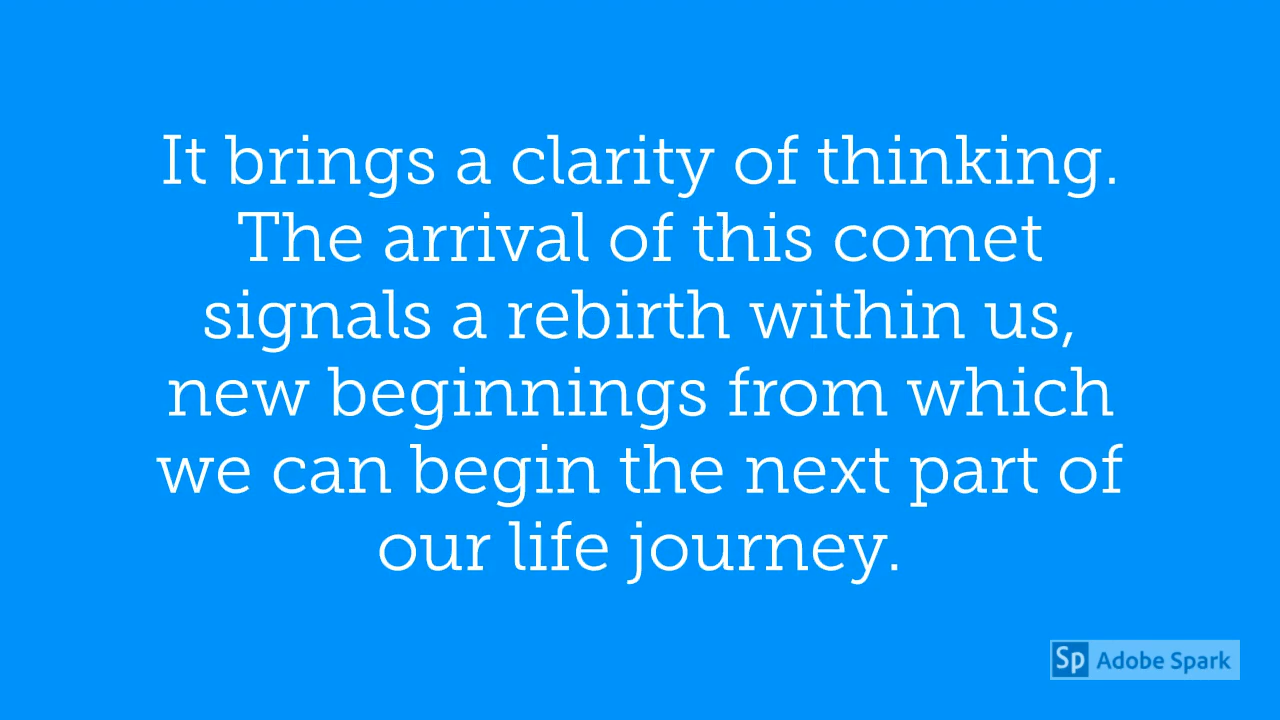 It brings a clarity of thinking.
The arrival of this comet
signals a rebirth within us,
new beginnings from which
we can begin the next part of
our life journey.
Sp Adobe Spark